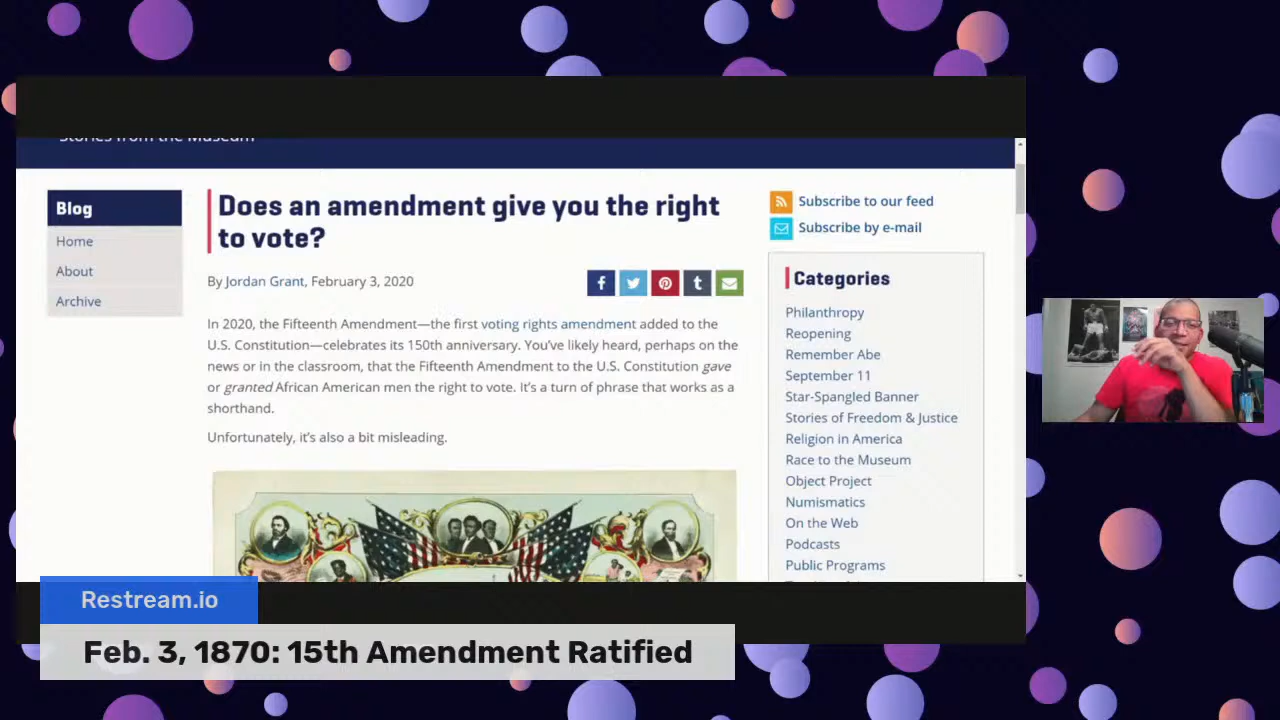 Stories from the Museum
Blog
Home
About
Archive
Does an amendment give you the right
to vote?
By Jordan Grant, February 3, 2020
In 2020, the Fifteenth Amendment—the first voting rights amendment added to the
U.S. Constitution—celebrates its 150th anniversary. You've likely heard, perhaps on the
news or in the classroom, that the Fifteenth Amendment to the U.S. Constitution gave
or granted African American men the right to vote. It's a turn of phrase that works as a
shorthand.
Unfortunately, it's also a bit misleading.
Subscribe to our feed
Subscribe by e-mail
Categories
Philanthropy
Reopening
Remember Abe
September 11
Star-Spangled Banner
Stories of Freedom & Justice
Religion in America
Race to the Museum
Object Project
Numismatics
On the Web
Podcasts
Public Programs
Restream.io
Feb. 3, 1870: 15th Amendment Ratified